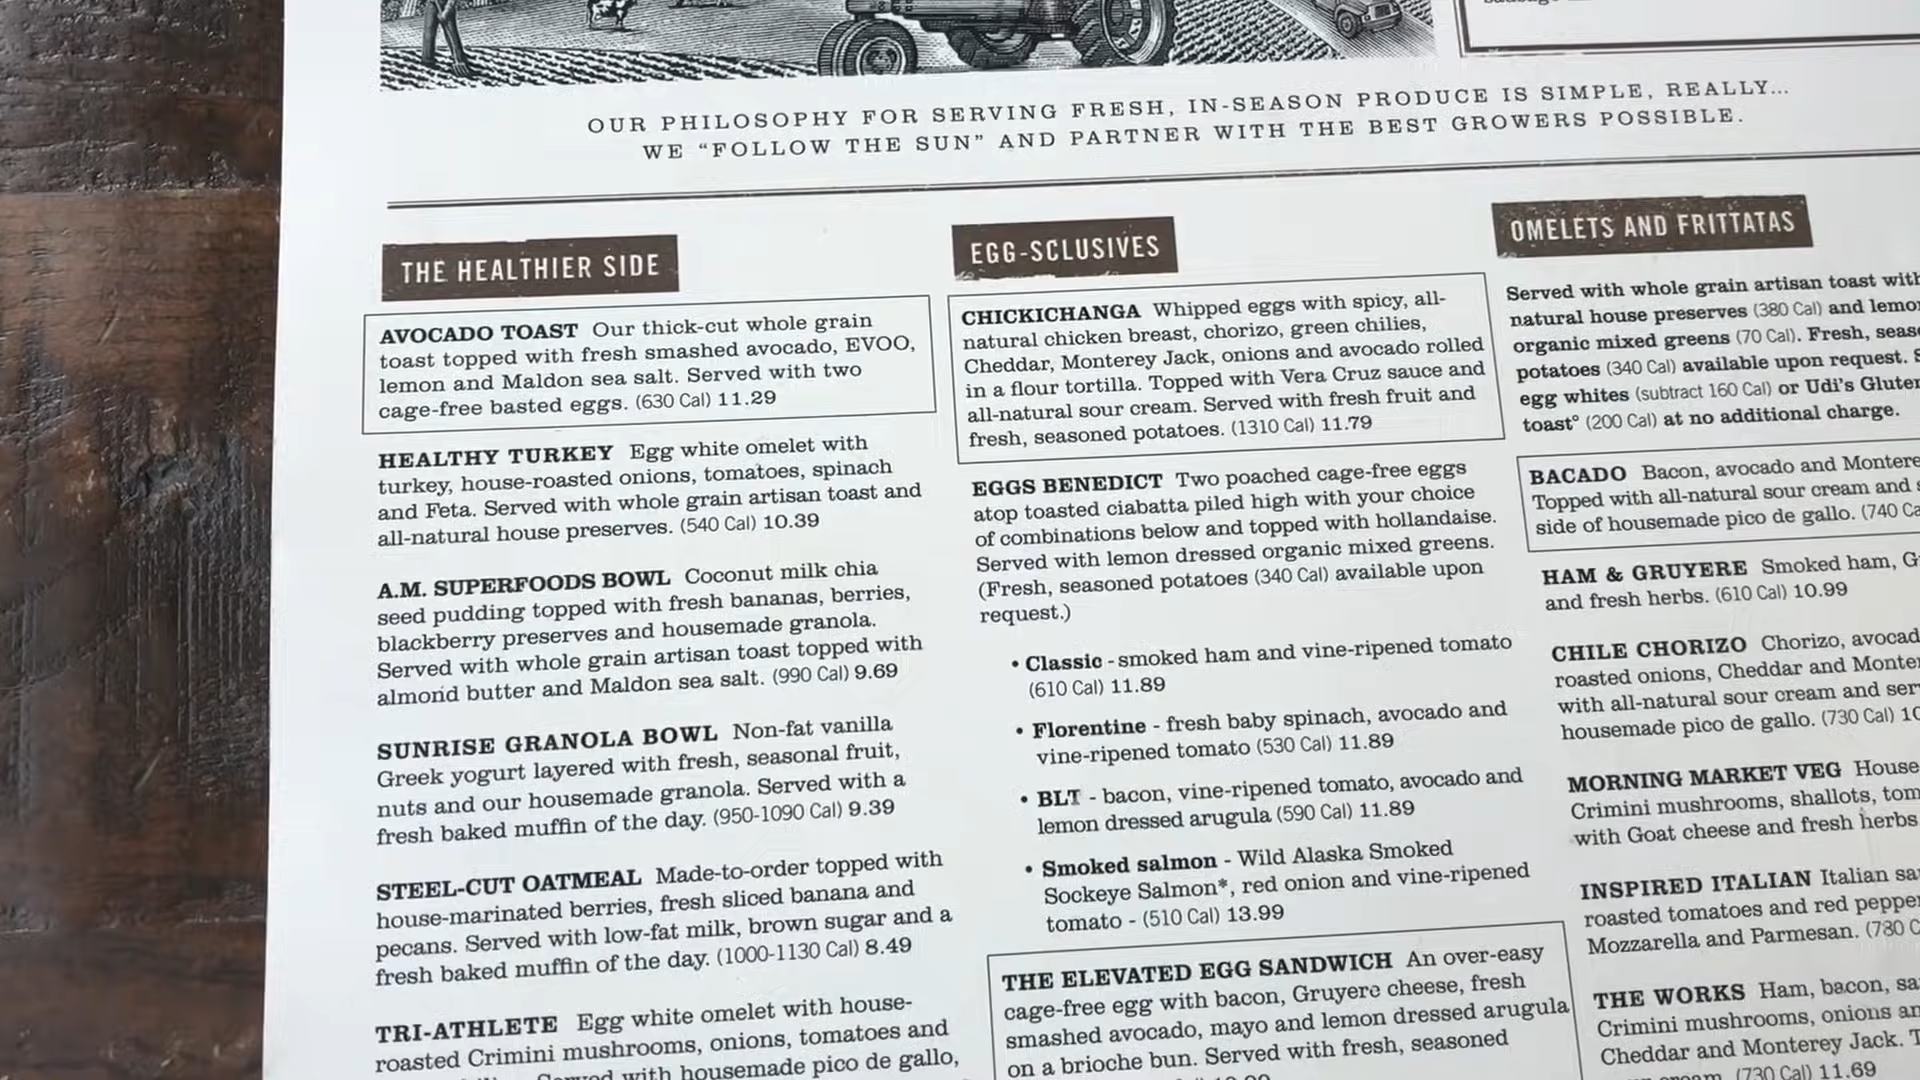 OUR PHILOSOPHY FOR SERVING FRESH, IN-SEASON PRODUCE IS SIMPLE, REALLY...
WE “FOLLOW THE SUN” AND PARTNER WITH THE BEST GROWERS POSSIBLE.
THE HEALTHIER SIDE
AVOCADO TOAST Our thick-cut whole grain
toast topped with fresh smashed avocado, EVOO,
lemon and Maldon sea salt. Served with two
cage-free basted eggs. (630 Cal) 11.29
HEALTHY TURKEY Egg white omelet with
turkey, house-roasted onions, tomatoes, spinach
and Feta. Served with whole grain artisan toast and
all-natural house preserves. (540 Cal) 10.39
A.M. SUPERFOODS BOWL Coconut milk chia
seed pudding topped with fresh bananas, berries,
blackberry preserves and housemade granola.
Served with whole grain artisan toast topped with
almond butter and Maldon sea salt. (990 Cal) 9.69
SUNRISE GRANOLA BOWL Non-fat vanilla
Greek yogurt layered with fresh, seasonal fruit,
nuts and our housemade granola. Served with a
fresh baked muffin of the day. (950-1090 Cal) 9.39
STEEL-CUT OATMEAL Made-to-order topped with
house-marinated berries, fresh sliced banana and
pecans. Served with low-fat milk, brown sugar and a
fresh baked muffin of the day. (1000-1130 Cal) 8.49
TRI-ATHLETE Egg white omelet with house-
roasted Crimini mushrooms, onions, tomatoes and
Served with housemade pico de gallo,
EGG-SCLUSIVES
CHICKICHANGA Whipped eggs with spicy, all-
natural chicken breast, chorizo, green chilies,
Cheddar, Monterey Jack, onions and avocado rolled
in a flour tortilla. Topped with Vera Cruz sauce and
all-natural sour cream. Served with fresh fruit and
fresh, seasoned potatoes. (1310 Cal) 11.79
EGGS BENEDICT Two poached cage-free eggs
atop toasted ciabatta piled high with your choice
of combinations below and topped with hollandaise.
Served with lemon dressed organic mixed greens.
(Fresh, seasoned potatoes (340 Cal) available upon
request.)
• Classic - smoked ham and vine-ripened tomato
(610 Cal) 11.89
• Florentine - fresh baby spinach, avocado and
vine-ripened tomato (530 Cal) 11.89
• BLT - bacon, vine-ripened tomato, avocado and
lemon dressed arugula (590 Cal) 11.89
• Smoked salmon - Wild Alaska Smoked
Sockeye Salmon*, red onion and vine-ripened
tomato - (510 Cal) 13.99
THE ELEVATED EGG SANDWICH An over-easy
cage-free egg with bacon, Gruyere cheese, fresh
smashed avocado, mayo and lemon dressed arugula
on a brioche bun. Served with fresh, seasoned
OMELETS AND FRITTATAS
Served with whole grain artisan toast with
natural house preserves (380 Cal) and lemon
organic mixed greens (70 Cal). Fresh, seas
potatoes (340 Cal) available upon request. S
egg whites (subtract 160 Cal) or Udi's Gluten
toast° (200 Cal) at no additional charge.
BACADO Bacon, avocado and Montere
Topped with all-natural sour cream and s
side of housemade pico de gallo. (740 Ca
HAM & GRUYERE Smoked ham, G
and fresh herbs. (610 Cal) 10.99
CHILE CHORIZO Chorizo, avocad
roasted onions, Cheddar and Monte
with all-natural sour cream and ser
housemade pico de gallo. (730 Cal) 10
MORNING MARKET VEG House
Crimini mushrooms, shallots, tom
with Goat cheese and fresh herbs
INSPIRED ITALIAN Italian sa
roasted tomatoes and red pepper
Mozzarella and Parmesan. (780 C
THE WORKS Ham, bacon, sa
Crimini mushrooms, onions an
Cheddar and Monterey Jack. T
(730 Cal) 11.69